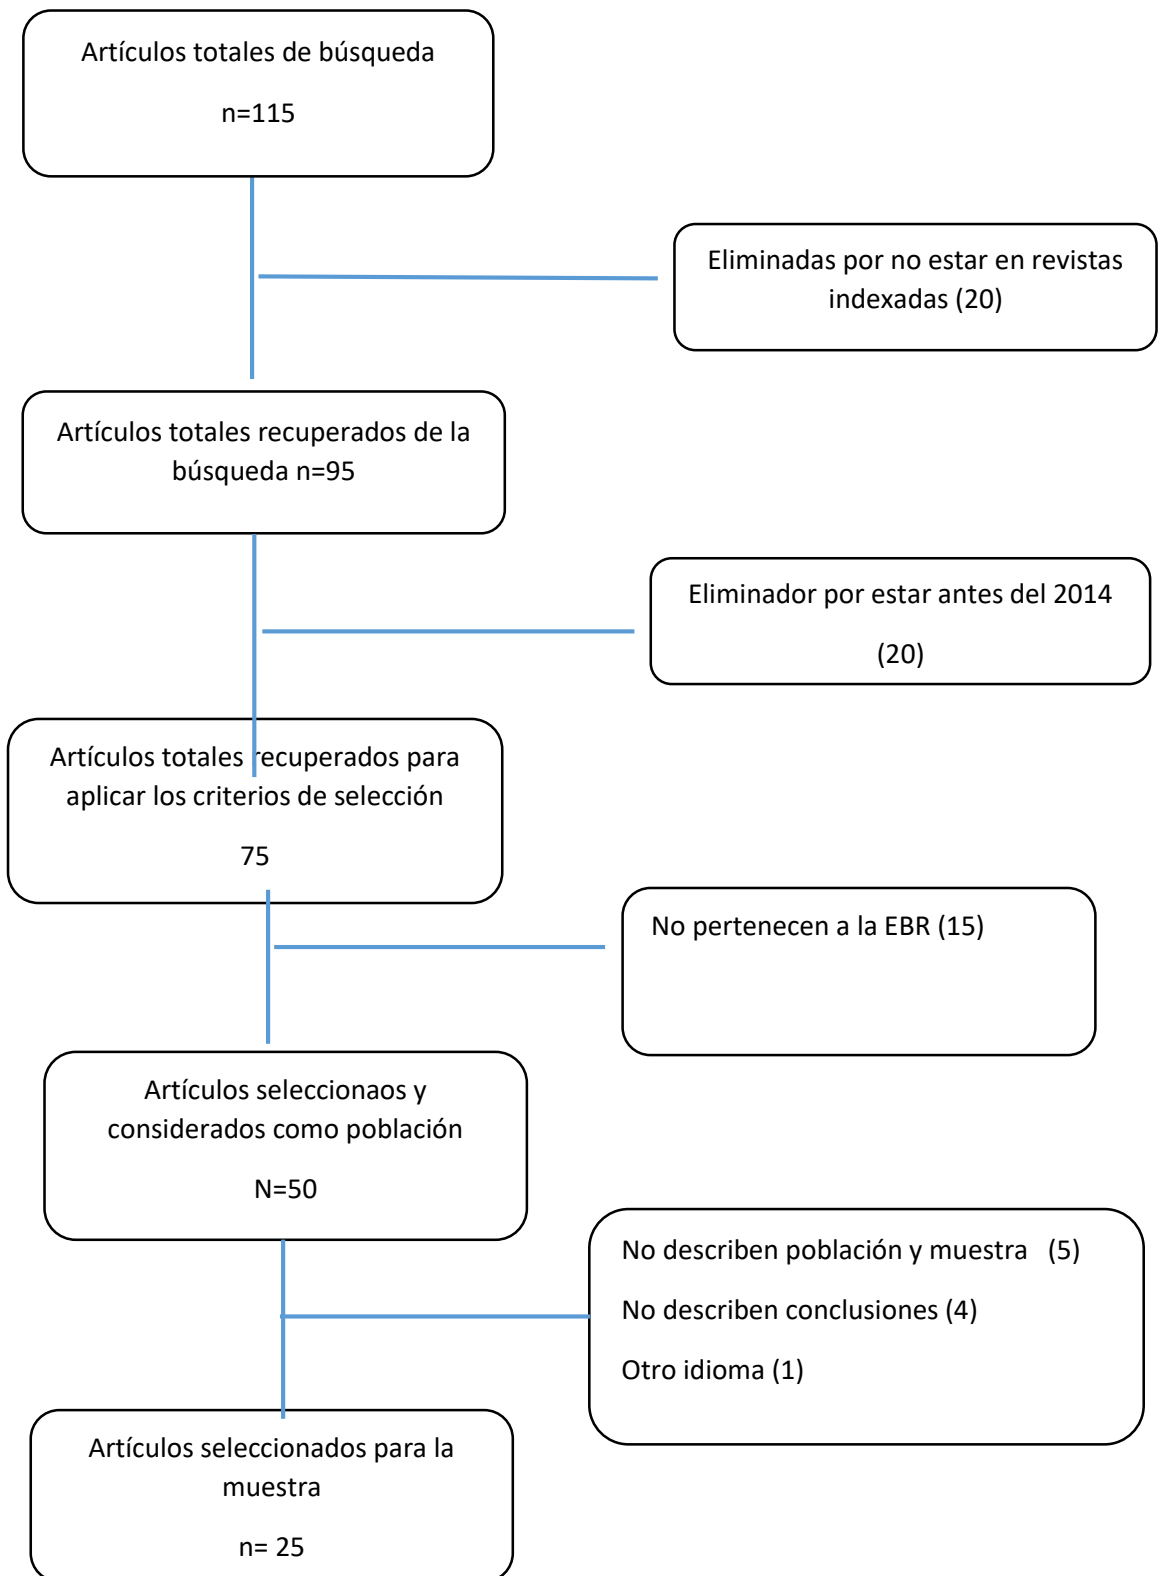 Artículos totales de búsqueda
n=115
Eliminadas por no estar en revistas
indexadas (20)
Artículos totales recuperados de la
búsqueda n=95
Eliminador por estar antes del 2014
(20)
Artículos totales recuperados para
aplicar los criterios de selección
75
No pertenecen a la EBR (15)
Artículos seleccionaos y
considerados como población
N=50
No describen población y muestra (5)
No describen conclusiones (4)
Otro idioma (1)
Artículos seleccionados para la
muestra
n= 25